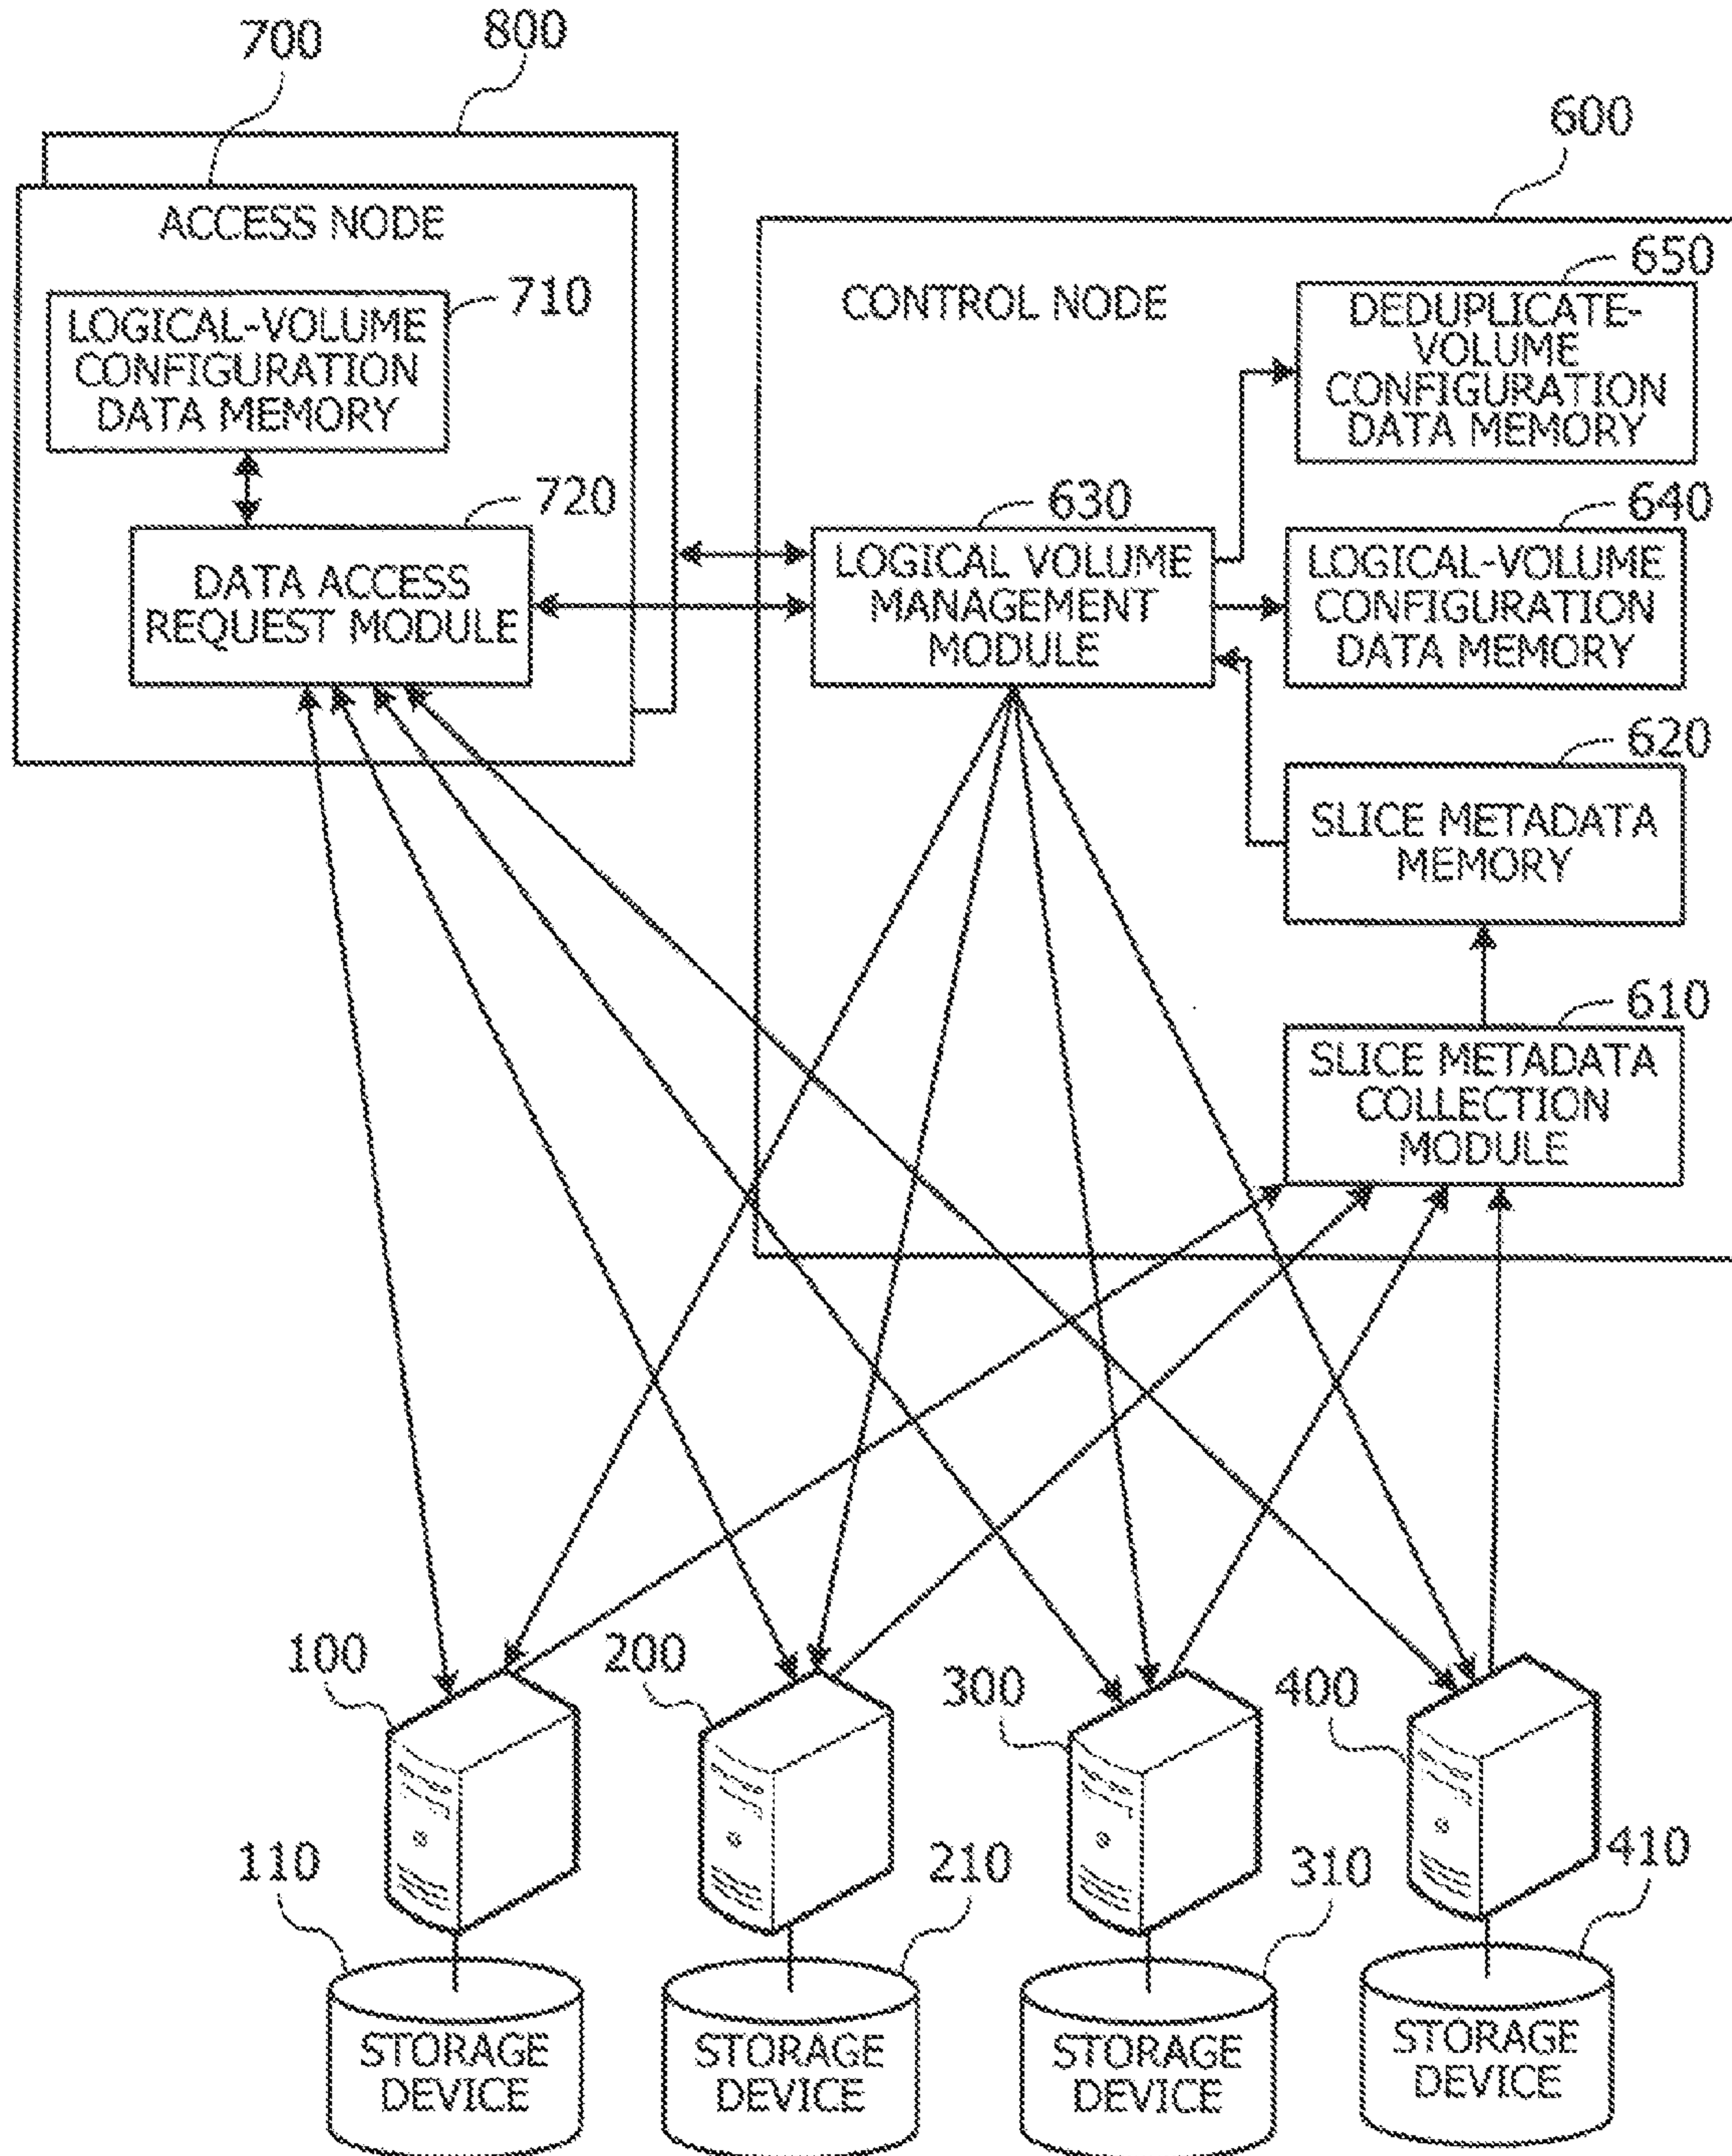 800
700
600
ACCESS NODE
650
710
CONTROL NODE
DEDUPLICATE-
VOLUME
CONFIGURATION
DATA MEMORY
LOGICAL-VOLUME
CONFIGURATION
DATA MEMORY
720
630
640
DATA ACCESS
REQUEST MODULE
LOGICAL VOLUME
MANAGEMENT
MODULE
LOGICAL-VOLUME
CONFIGURATION
DATA MEMORY
620
SLICE METADATA
MEMORY
610
SLICE METADATA
COLLECTION
MODULE
100
200
300
400
110
210
310
410
STORAGE
DEVICE
STORAGE
DEVICE
STORAGE
DEVICE
STORAGE
DEVICE